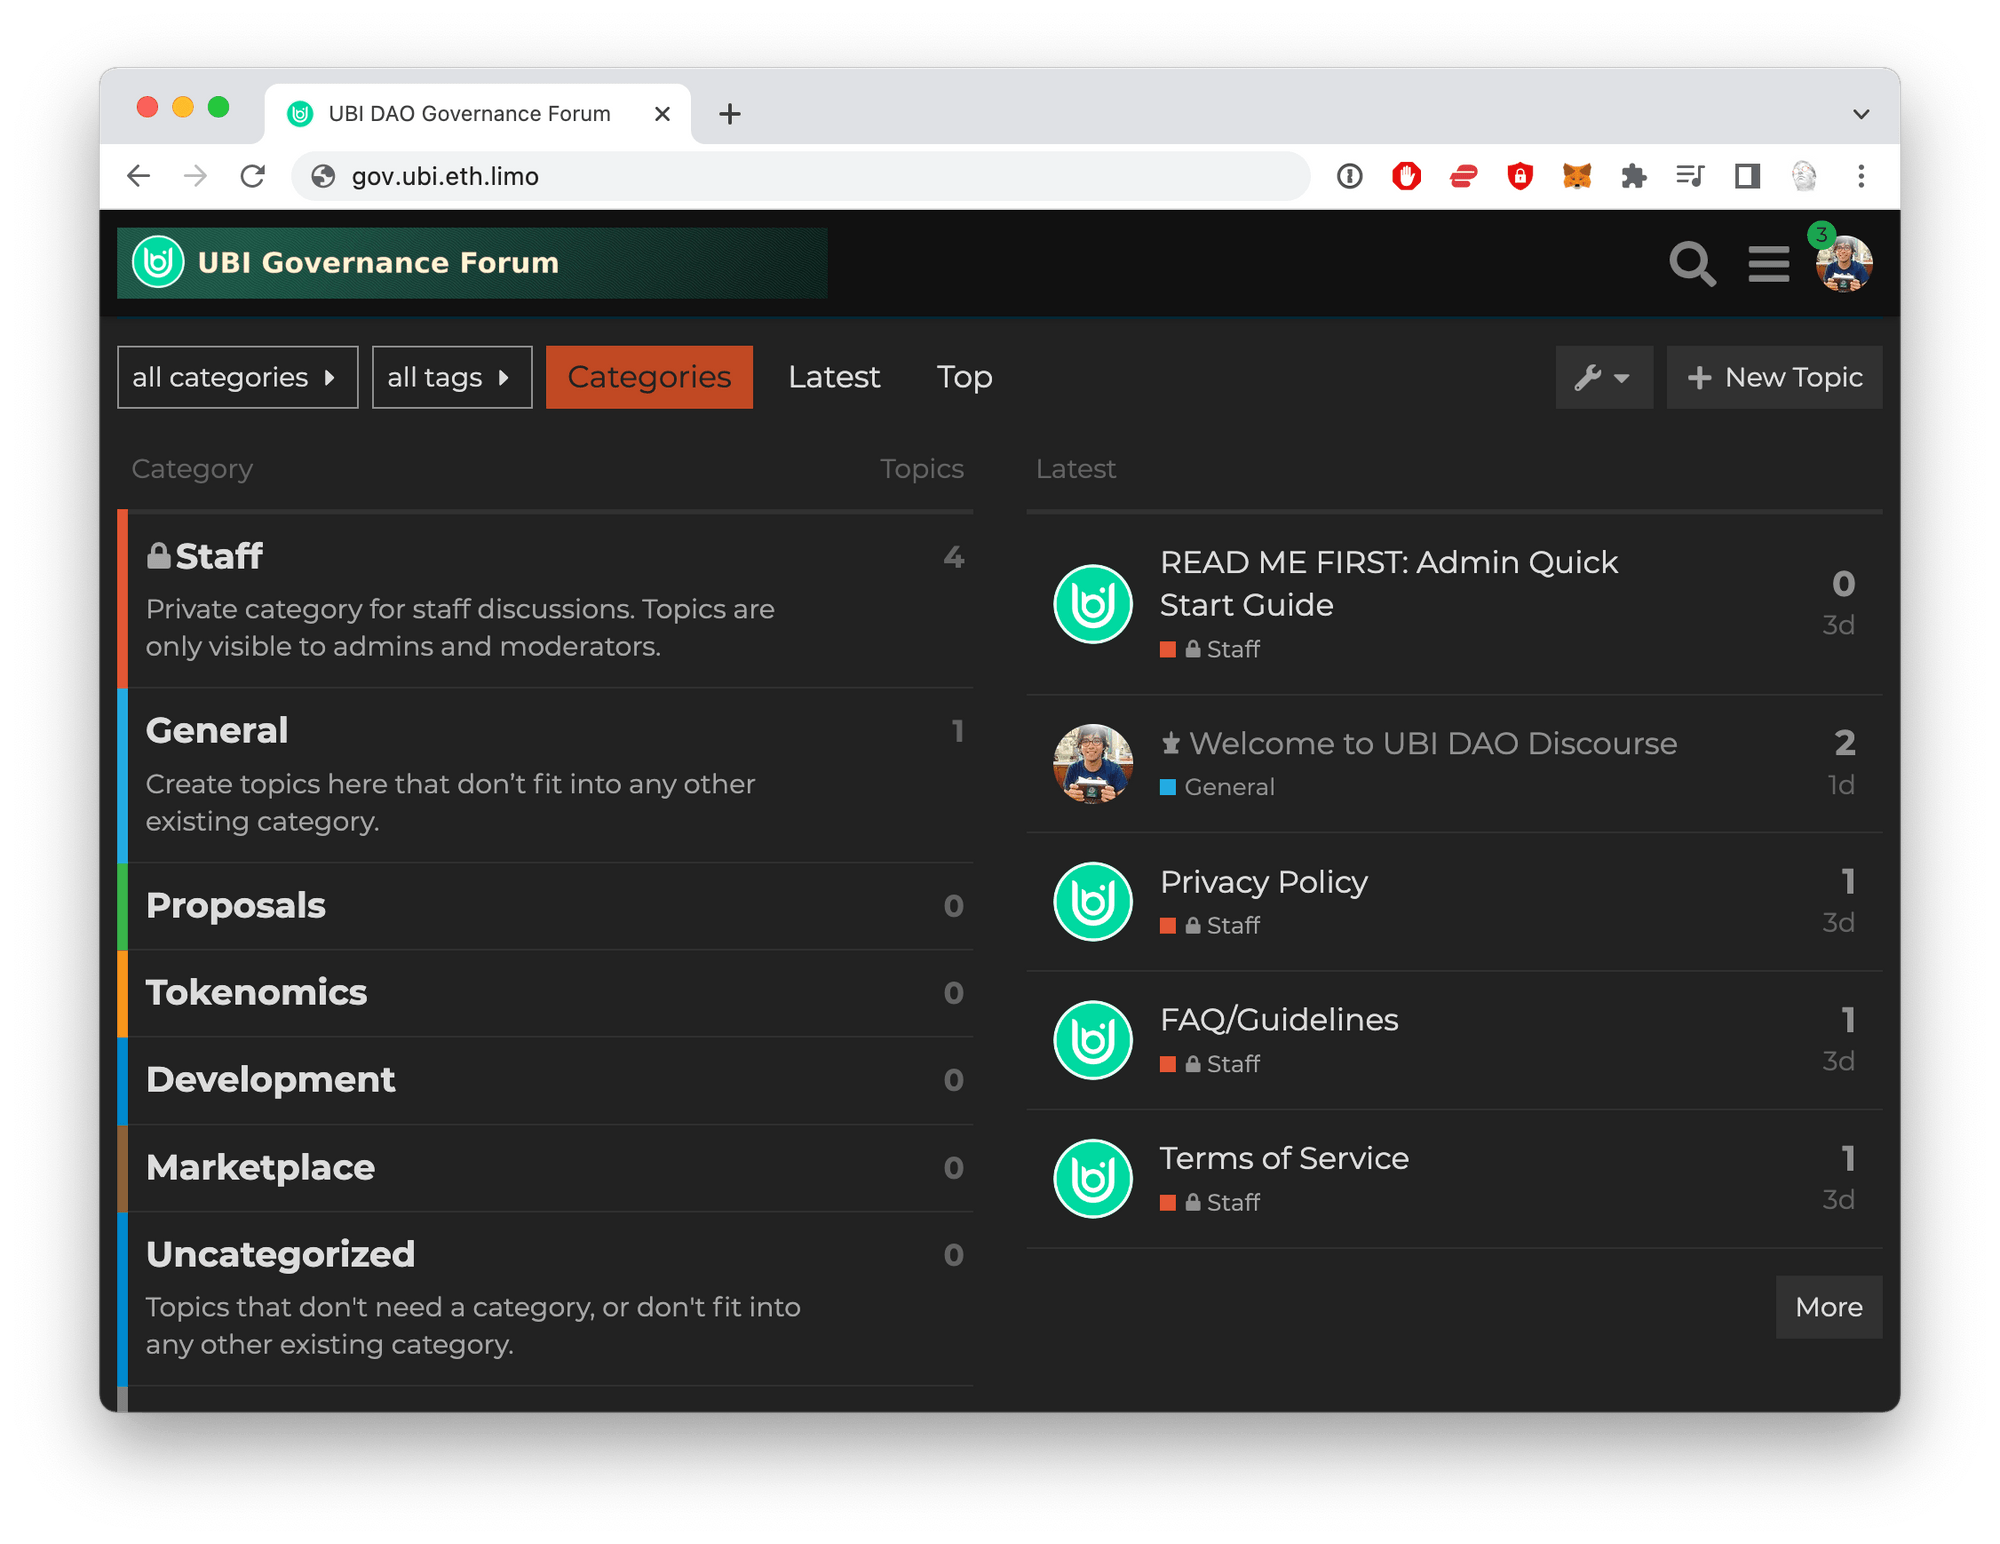 UBI DAO Governance Forum
gov.ubi.eth.limo
UBI Governance Forum
3
all categories
all tags
Categories
Latest
Top
New Topic
Category
Topics
Staff
4
Private category for staff discussions. Topics are
only visible to admins and moderators.
General
1
Create topics here that don’t fit into any other
existing category.
Proposals
0
Tokenomics
0
Development
0
Marketplace
0
Uncategorized
0
Topics that don't need a category, or don't fit into
any other existing category.
Latest
READ ME FIRST: Admin Quick
Start Guide
Staff
0
3d
Welcome to UBI DAO Discourse
General
2
1d
Privacy Policy
Staff
1
3d
FAQ/Guidelines
Staff
1
3d
Terms of Service
Staff
1
3d
More